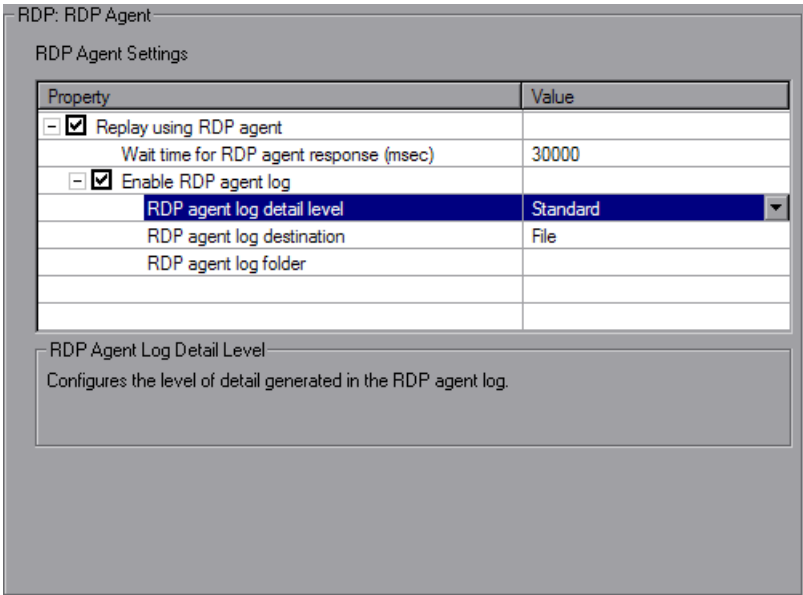 RDP: RDP Agent
RDP Agent Settings
Property Value
Replay using RDP agent
Wait time for RDP agent response (msec) 30000
Enable RDP agent log
RDP agent log detail level Standard
RDP agent log destination File
RDP agent log folder
RDP Agent Log Detail Level
Configures the level of detail generated in the RDP agent log.